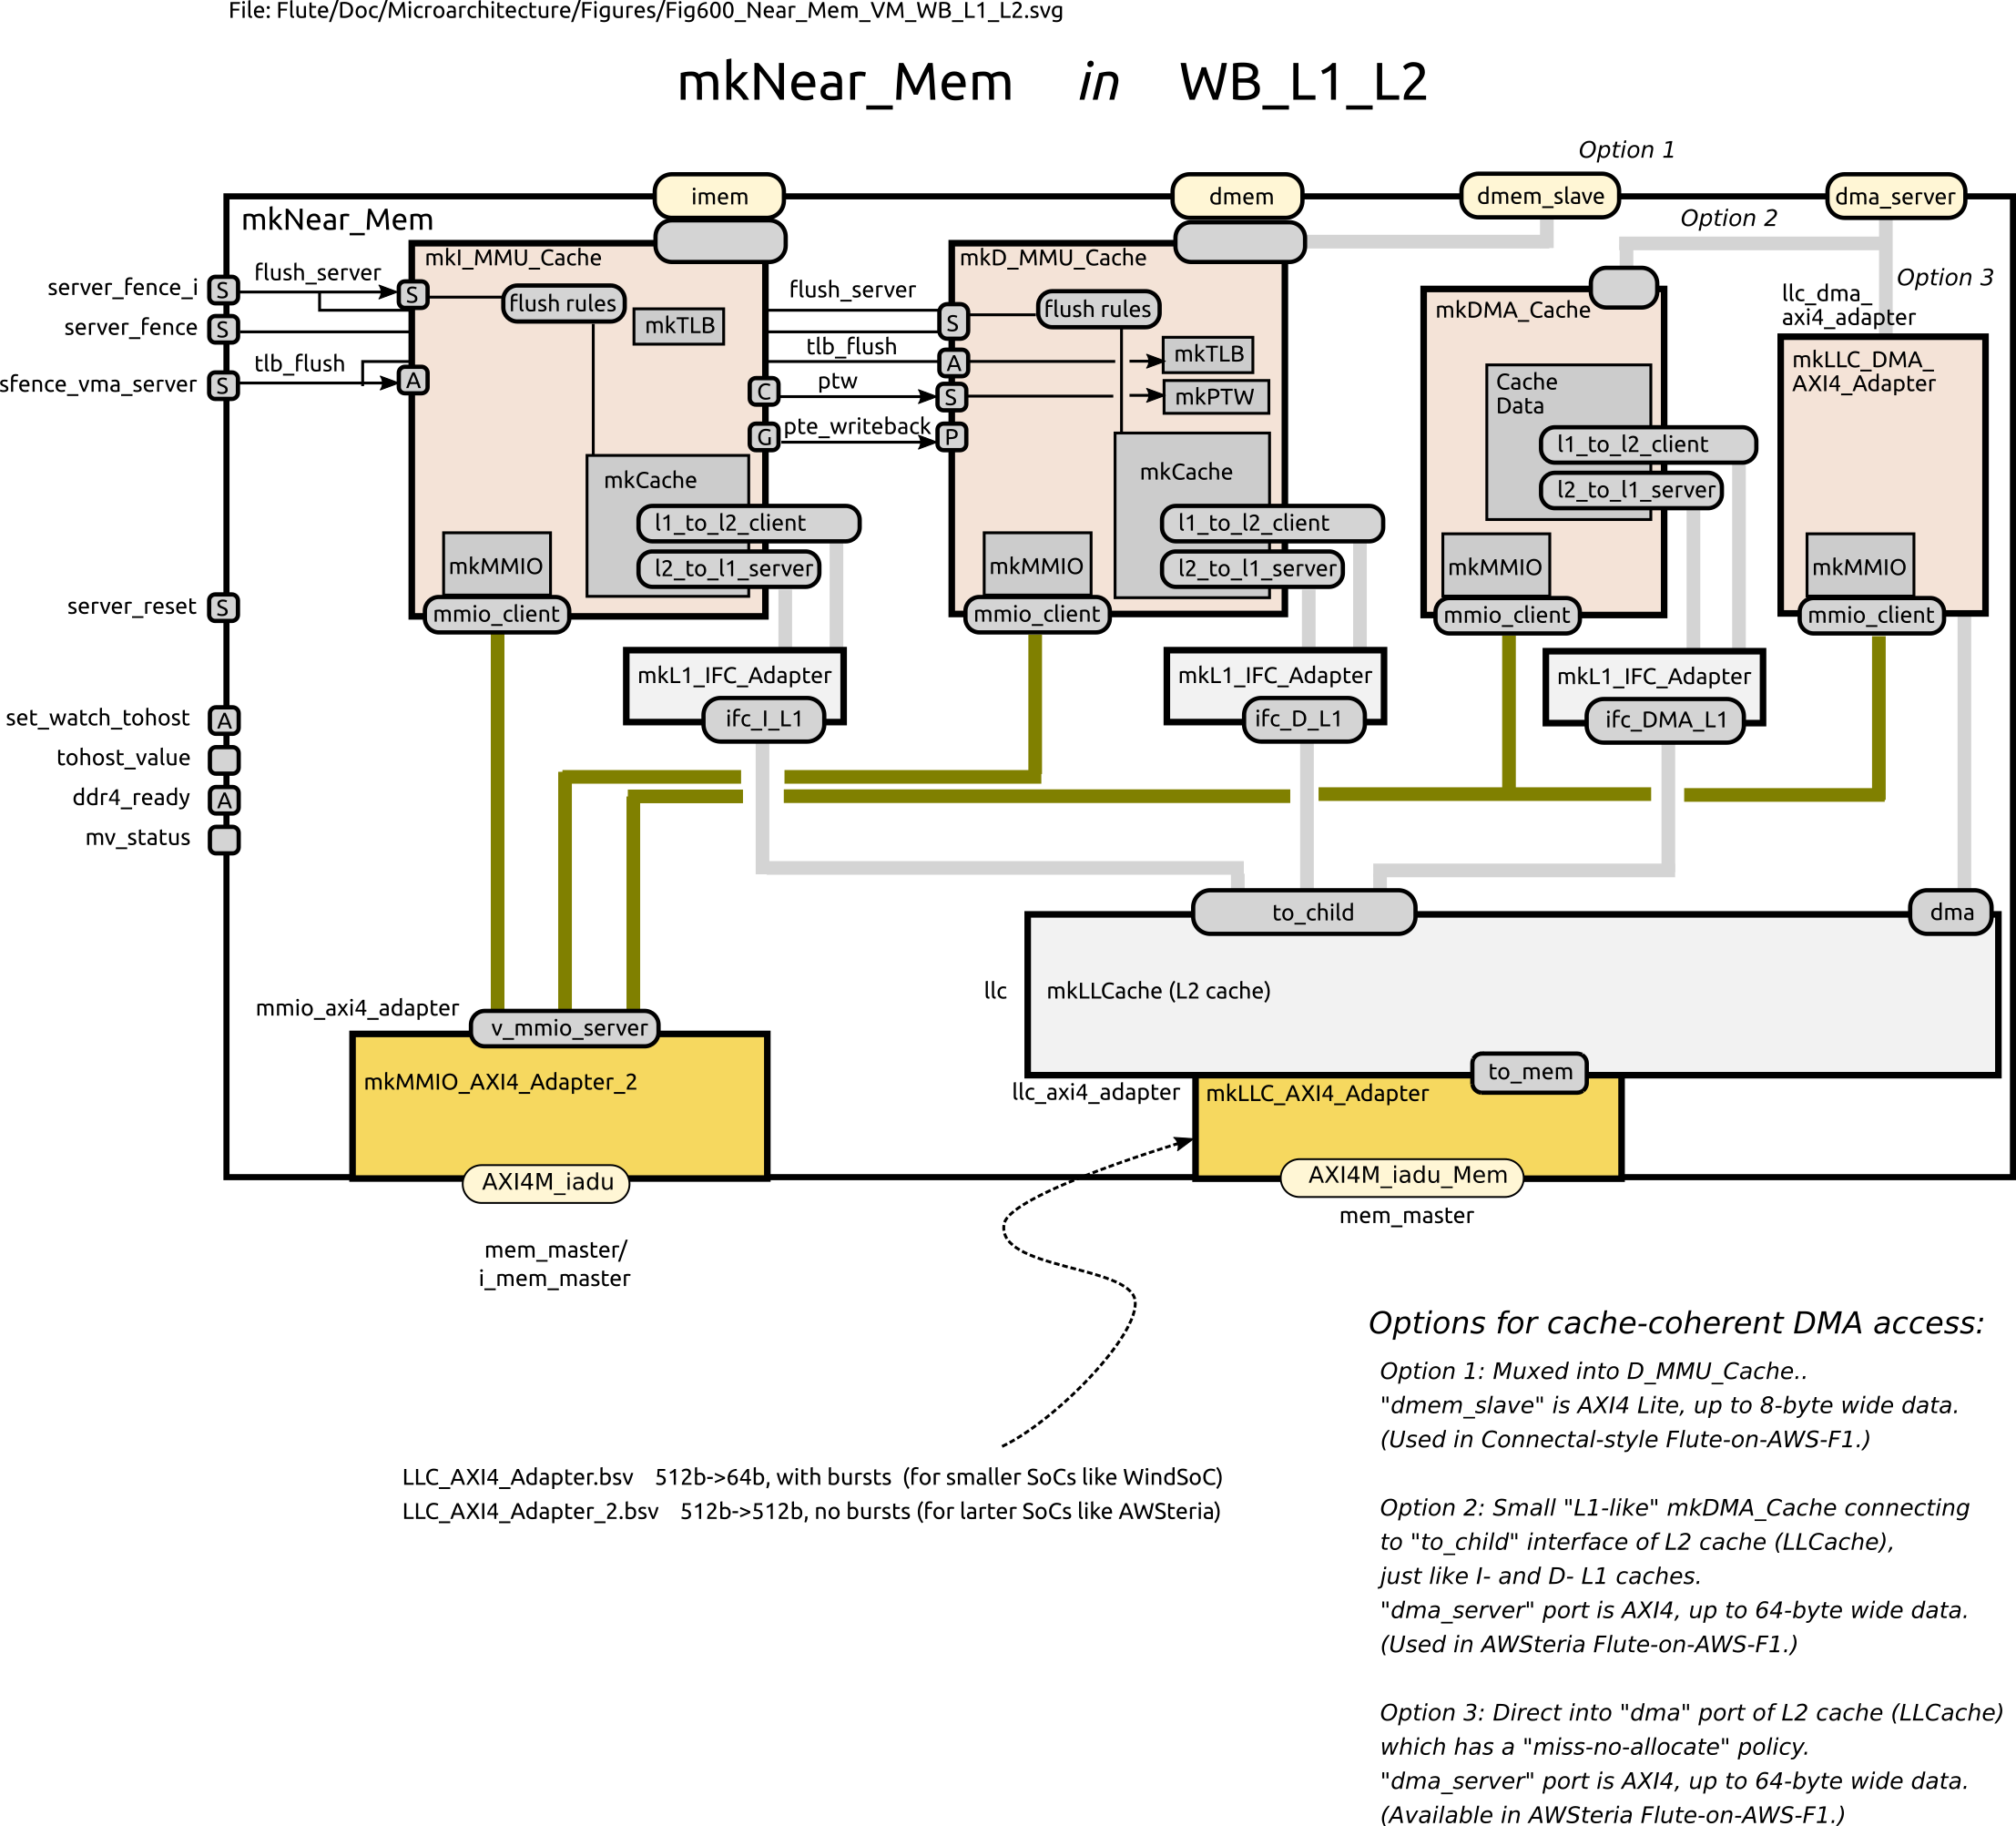 File: Flute/Doc/Microarchitecture/Figures/Fig600_Near_Mem_VM_WB_L1_L2.svg
mkNear_Mem in WB_L1_L2
Option 1
imem
dmem
dmem_slave
dma_server
mkNear_Mem
Option 2
mkI_MMU_Cache
mkD_MMU_Cache
Option 3
server_fence_i
S
flush_server
S
flush rules
flush_server
flush rules
mkDMA_Cache
llc_dma_
axi4_adapter
server_fence
S
mkTLB
S
tlb_flush
A
mkTLB
mkLLC_DMA_
AXI4_Adapter
sfence_vma_server
S
tlb_flush
A
C
ptw
S
mkPTW
Cache
Data
G
pte_writeback
P
l1_to_l2_client
mkCache
mkCache
l2_to_l1_server
l1_to_l2_client
l1_to_l2_client
mkMMIO
l2_to_l1_server
mkMMIO
l2_to_l1_server
mkMMIO
mkMMIO
server_reset
S
mmio_client
mmio_client
mmio_client
mmio_client
mkL1_IFC_Adapter
mkL1_IFC_Adapter
mkL1_IFC_Adapter
set_watch_tohost
A
ifc_I_L1
ifc_D_L1
ifc_DMA_L1
tohost_value
ddr4_ready
A
mv_status
to_child
dma
llc
mkLLCache (L2 cache)
mmio_axi4_adapter
v_mmio_server
mkMMIO_AXI4_Adapter_2
to_mem
llc_axi4_adapter
mkLLC_AXI4_Adapter
AXI4M_iadu
AXI4M_iadu_Mem
mem_master
mem_master/
i_mem_master
LLC_AXI4_Adapter.bsv 512b->64b, with bursts (for smaller SoCs like WindSoC)
LLC_AXI4_Adapter_2.bsv 512b->512b, no bursts (for larter SoCs like AWSteria)
Options for cache-coherent DMA access:
Option 1: Muxed into D_MMU_Cache..
"dmem_slave" is AXI4 Lite, up to 8-byte wide data.
(Used in Connectal-style Flute-on-AWS-F1.)
Option 2: Small "L1-like" mkDMA_Cache connecting
to "to_child" interface of L2 cache (LLCache),
just like I- and D- L1 caches.
"dma_server" port is AXI4, up to 64-byte wide data.
(Used in AWSteria Flute-on-AWS-F1.)
Option 3: Direct into "dma" port of L2 cache (LLCache)
which has a "miss-no-allocate" policy.
"dma_server" port is AXI4, up to 64-byte wide data.
(Available in AWSteria Flute-on-AWS-F1.)